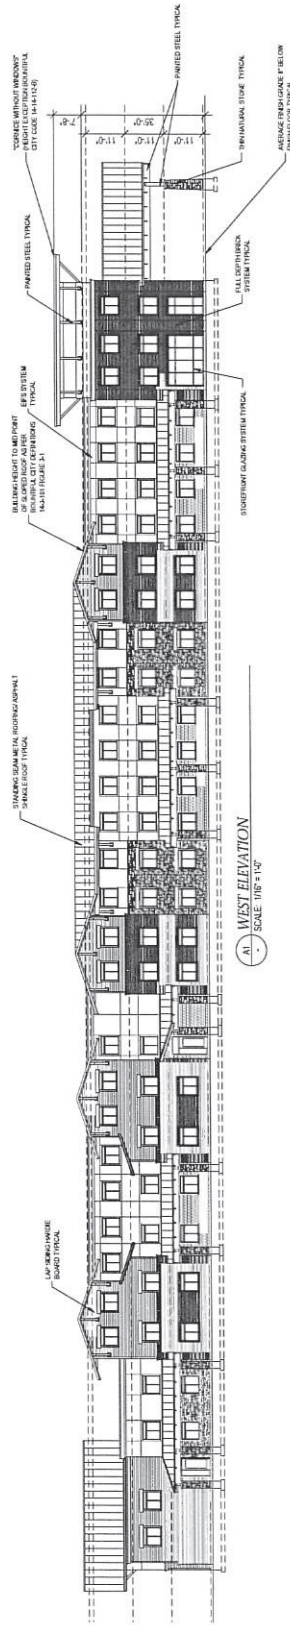 LAP SIDING HARDIE
BOARD TYPICAL
STANDING SEAM METAL ROOFING/ ASPHALT
SHINGLE ROOF TYPICAL
BUILDING HEIGHT TO MID POINT
OF SLOPED ROOF AS PER
BOUNTIFUL CITY DEFINITIONS
14-3-101 FIGURE 3-1
EIFS SYSTEM
TYPICAL
PAINTED STEEL TYPICAL
"CORNICE WITHOUT WINDOWS"
(HEIGHT EXCEPTION BOUNTIFUL
CITY CODE 14-14-112-B)
7'-6"
11'-0"
11'-0"
11'-0"
35'-0"
PAINTED STEEL TYPICAL
THIN NATURAL STONE TYPICAL
AVERAGE FINISH GRADE 8" BELOW
FULL DEPTH BRICK
SYSTEM TYPICAL
STOREFRONT GLAZING SYSTEM TYPICAL
A1
-
WEST ELEVATION
SCALE: 1/16" = 1'-0"